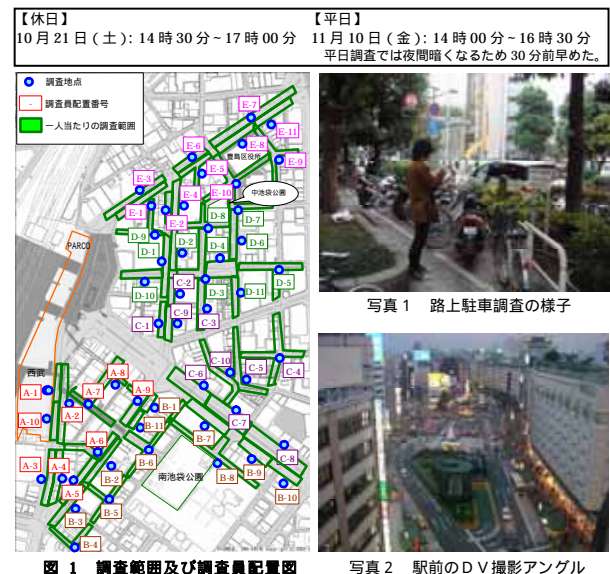 【休日】
10月21日(土): 14時30分~17時00分
【平日】
11月10日(金): 14時00分~16時30分
平日調査では夜間暗くなるため30分前早めた。
調査地点
調査員配置番号
一人当たりの調査範囲
E-7
E-11
E-6
E-8
豊島区役所
E-9
E-5
E-3
E-10
中池袋公園
E-4
E-1
E-2
D-8
D-7
D-9
D-2
D-6
PARCO
D-1
D-4
D-5
C-2
D-10
D-3
D-11
C-9
C-1
C-3
C-10
C-4
西武
A-8
C-6
C-5
A-1
A-7
A-9
A-2
B-1
A-10
C-7
B-11
B-7
A-6
C-8
B-6
A-3
A-4
B-2
B-8
B-9
南池袋公園
A-5
B-10
B-5
B-3
B-4
図 1 調査範囲及び調査員配置図
写真1 路上駐車調査の様子
写真2 駅前のDV撮影アングル